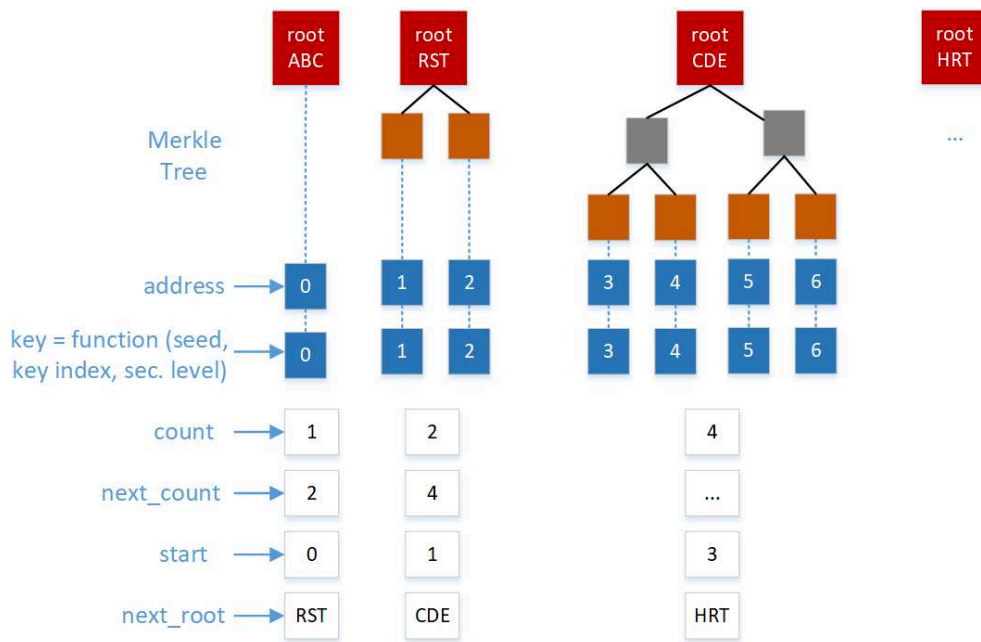 root
ABC
root
RST
root
CDE
root
HRT
Merkle
Tree
...
address
0
1
2
3
4
5
6
key = function (seed,
key index, sec. level)
0
1
2
3
4
5
6
count
1
2
4
next_count
2
4
...
start
0
1
3
next_root
RST
CDE
HRT